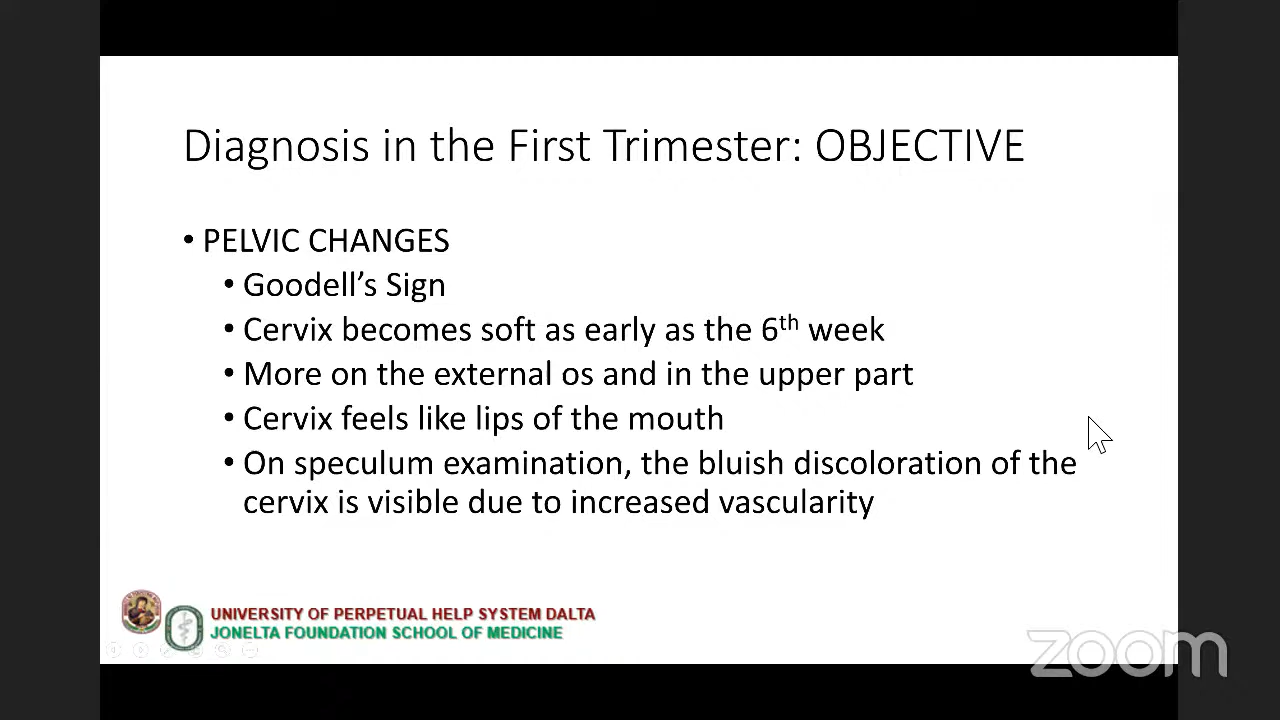 Diagnosis in the First Trimester: OBJECTIVE
• PELVIC CHANGES
• Goodell’s Sign
• Cervix becomes soft as early as the 6th week
• More on the external os and in the upper part
• Cervix feels like lips of the mouth
• On speculum examination, the bluish discoloration of the
cervix is visible due to increased vascularity
UNIVERSITY OF PERPETUAL HELP SYSTEM DALTA
JONELTA FOUNDATION SCHOOL OF MEDICINE
zoom